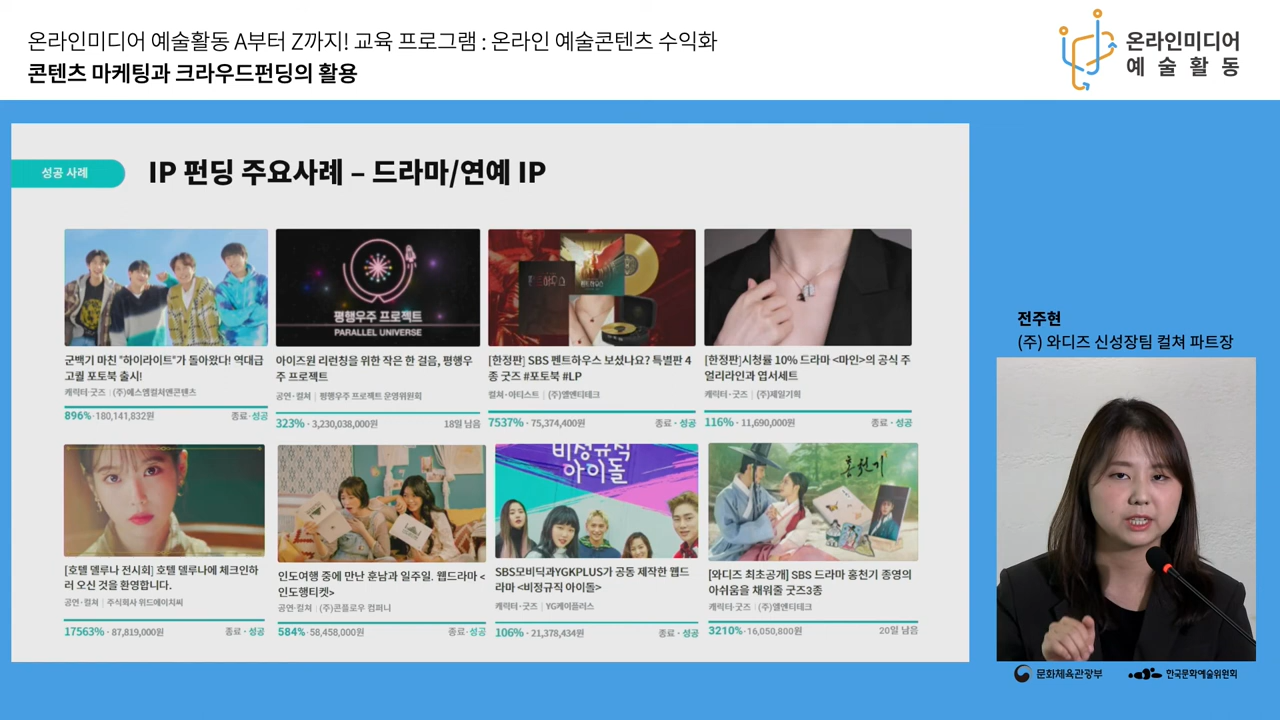 온라인미디어 예술활동 A부터 Z까지! 교육 프로그램 : 온라인 예술콘텐츠 수익화
콘텐츠 마케팅과 크라우드펀딩의 활용
온라인미디어
예술활동
성공 사례
IP 펀딩 주요사례 – 드라마/연예 IP
평행우주 프로젝트
PARALLEL UNIVERSE
군백기 마친 "하이라이트"가 돌아왔다! 역대급
고퀄 포토북 출시!
캐릭터·굿즈 | (주)에스엠컬처앤콘텐츠
896% · 180,141,832원 종료 · 성공
아이즈원 리런칭을 위한 작은 한 걸음, 평행우
주 프로젝트
공연·컬쳐 | 평행우주 프로젝트 운영위원회
323% · 3,230,038,000원 18일 남음
[한정판] SBS 펜트하우스 보셨나요? 특별판 4
종 굿즈 #포토북 #LP
컬쳐·아티스트 | (주)엘엔티테크
7537% · 75,374,400원 종료 · 성공
[한정판]시청률 10% 드라마 <마인>의 공식 주
얼리라인과 엽서세트
캐릭터·굿즈 | (주)제일기획
116% · 11,690,000원 종료 · 성공
비정규직
아이돌
홍천기
[호텔 델루나 전시회] 호텔 델루나에 체크인하
러 오신 것을 환영합니다.
공연·컬쳐 | 주식회사 위드에이치씨
17563% · 87,819,000원 종료 · 성공
인도여행 중에 만난 훈남과 일주일. 웹드라마 <
인도행티켓>
공연·컬쳐 | (주)콘플로우 컴퍼니
584% · 58,458,000원 종료 · 성공
SBS모비딕과YGKPLUS가 공동 제작한 웹드
라마 <비정규직 아이돌>
캐릭터·굿즈 | YG케이플러스
106% · 21,378,434원 종료 · 성공
[와디즈 최초공개] SBS 드라마 홍천기 종영의
아쉬움을 채워줄 굿즈3종
캐릭터·굿즈 | (주)엘엔티테크
3210% · 16,050,800원 20일 남음
전주현
(주) 와디즈 신성장팀 컬쳐 파트장
문화체육관광부
한국문화예술위원회